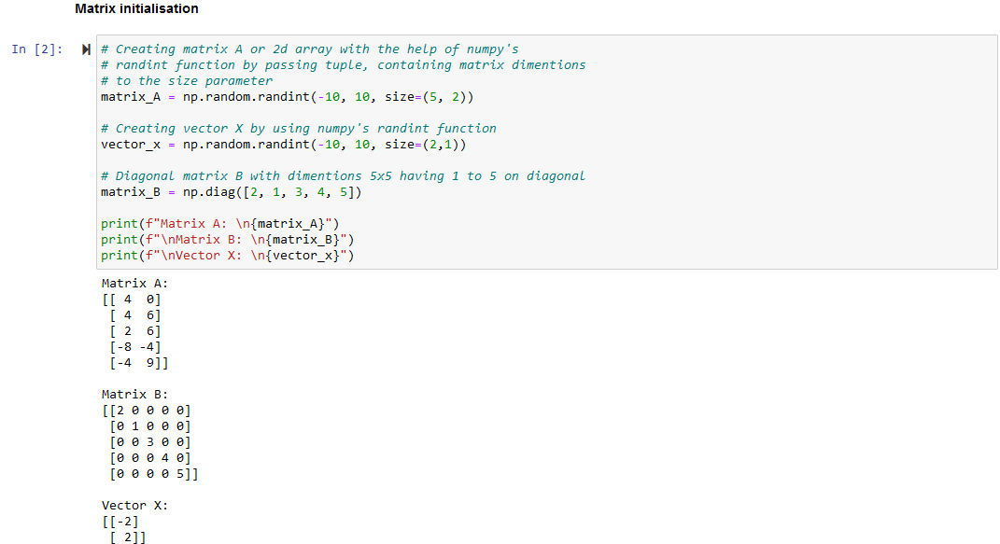 Matrix initialisation
In [2]:
# Creating matrix A or 2d array with the help of numpy's
# randint function by passing tuple, containing matrix dimentions
# to the size parameter
matrix_A = np.random.randint(-10, 10, size=(5, 2))
# Creating vector X by using numpy's randint function
vector_x = np.random.randint(-10, 10, size=(2,1))
# Diagonal matrix B with dimentions 5x5 having 1 to 5 on diagonal
matrix_B = np.diag([2, 1, 3, 4, 5])
print(f"Matrix A: \n{matrix_A}")
print(f"\nMatrix B: \n{matrix_B}")
print(f"\nVector X: \n{vector_x}")
Matrix A:
[[ 4  0]
 [ 4  6]
 [ 2  6]
 [-8 -4]
 [-4  9]]
Matrix B:
[[2 0 0 0 0]
 [0 1 0 0 0]
 [0 0 3 0 0]
 [0 0 0 4 0]
 [0 0 0 0 5]]
Vector X:
[[-2]
 [ 2]]